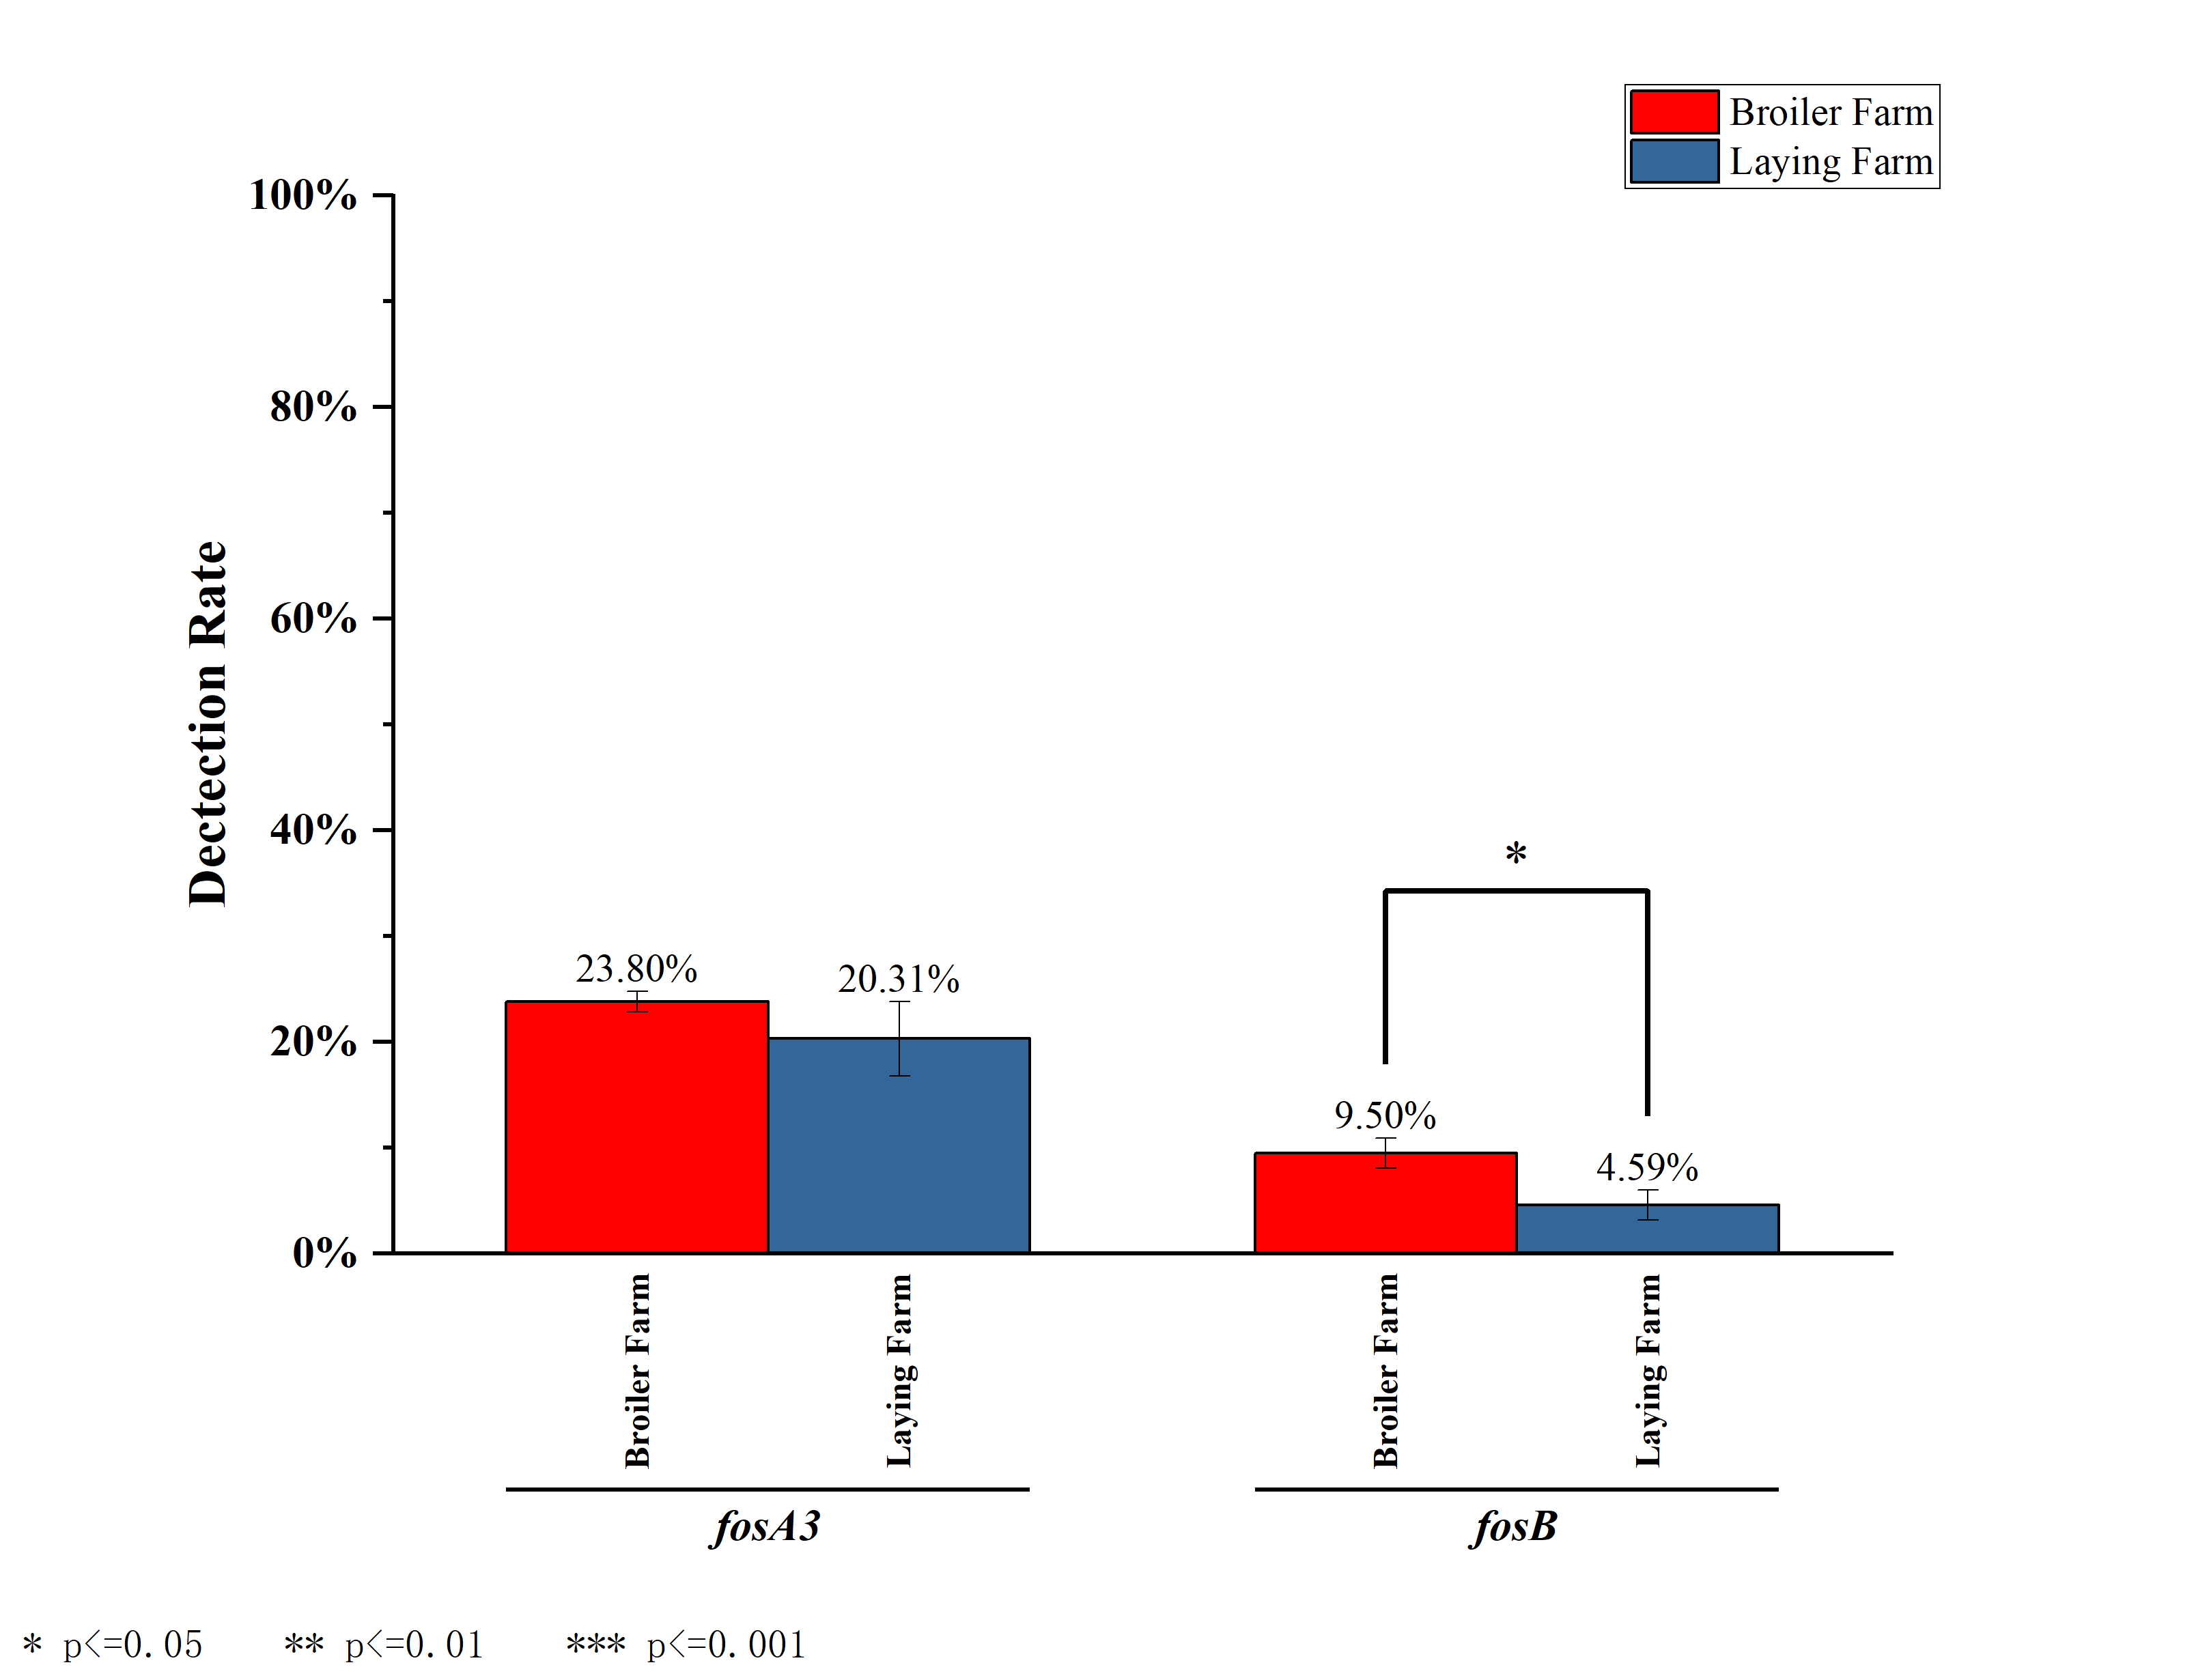 Broiler Farm
Laying Farm
100%
80%
60%
40%
20%
0%
Dectection Rate
*
23.80%
20.31%
9.50%
4.59%
Broiler Farm
Laying Farm
Broiler Farm
Laying Farm
fosA3
fosB
* p<=0.05 ** p<=0.01 *** p<=0.001